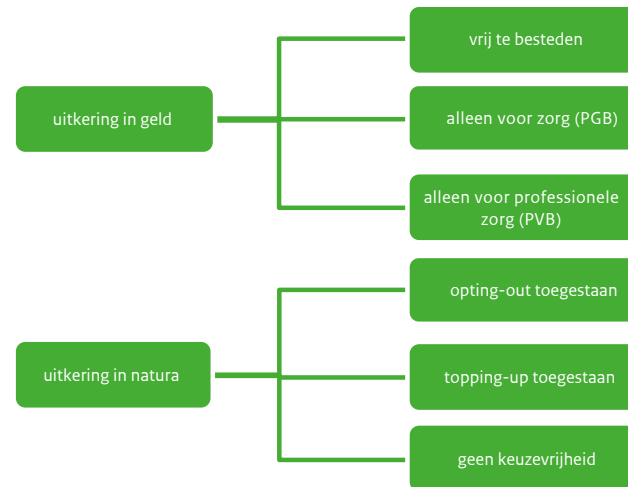 uitkering in geld
vrij te besteden
alleen voor zorg (PGB)
alleen voor professionele
zorg (PVB)
uitkering in natura
opting-out toegestaan
topping-up toegestaan
geen keuzevrijheid